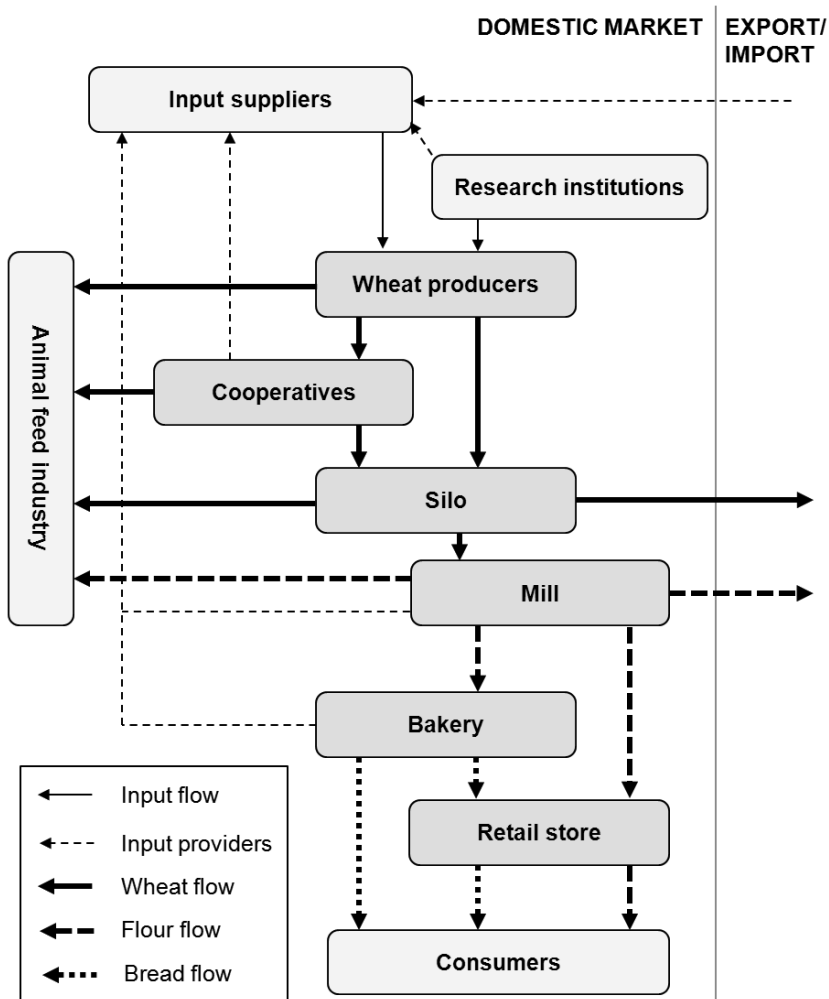 DOMESTIC MARKET
EXPORT/
IMPORT
Input suppliers
Research institutions
Wheat producers
Animal feed industry
Cooperatives
Silo
Mill
Bakery
Retail store
Consumers
Input flow
Input providers
Wheat flow
Flour flow
Bread flow